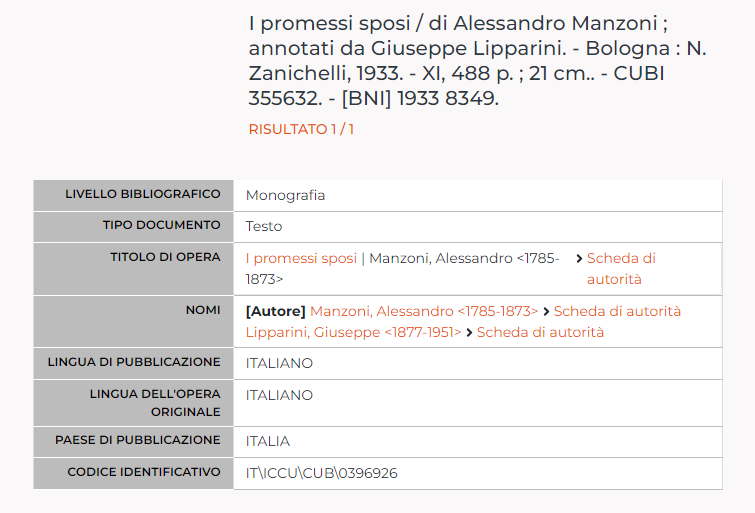 I promessi sposi / di Alessandro Manzoni ;
annotati da Giuseppe Lipparini. - Bologna : N.
Zanichelli, 1933. - XI, 488 p. ; 21 cm.. - CUBI
355632. - [BNI] 1933 8349.
RISULTATO 1 / 1
LIVELLO BIBLIOGRAFICO Monografia
TIPO DOCUMENTO Testo
TITOLO DI OPERA I promessi sposi | Manzoni, Alessandro <1785-
1873>
Scheda di
autorità
NOMI [Autore] Manzoni, Alessandro <1785-1873> Scheda di autorità
Lipparini, Giuseppe <1877-1951> Scheda di autorità
LINGUA DI PUBBLICAZIONE ITALIANO
LINGUA DELL'OPERA
ORIGINALE
ITALIANO
PAESE DI PUBBLICAZIONE ITALIA
CODICE IDENTIFICATIVO IT\ICCU\CUB\0396926